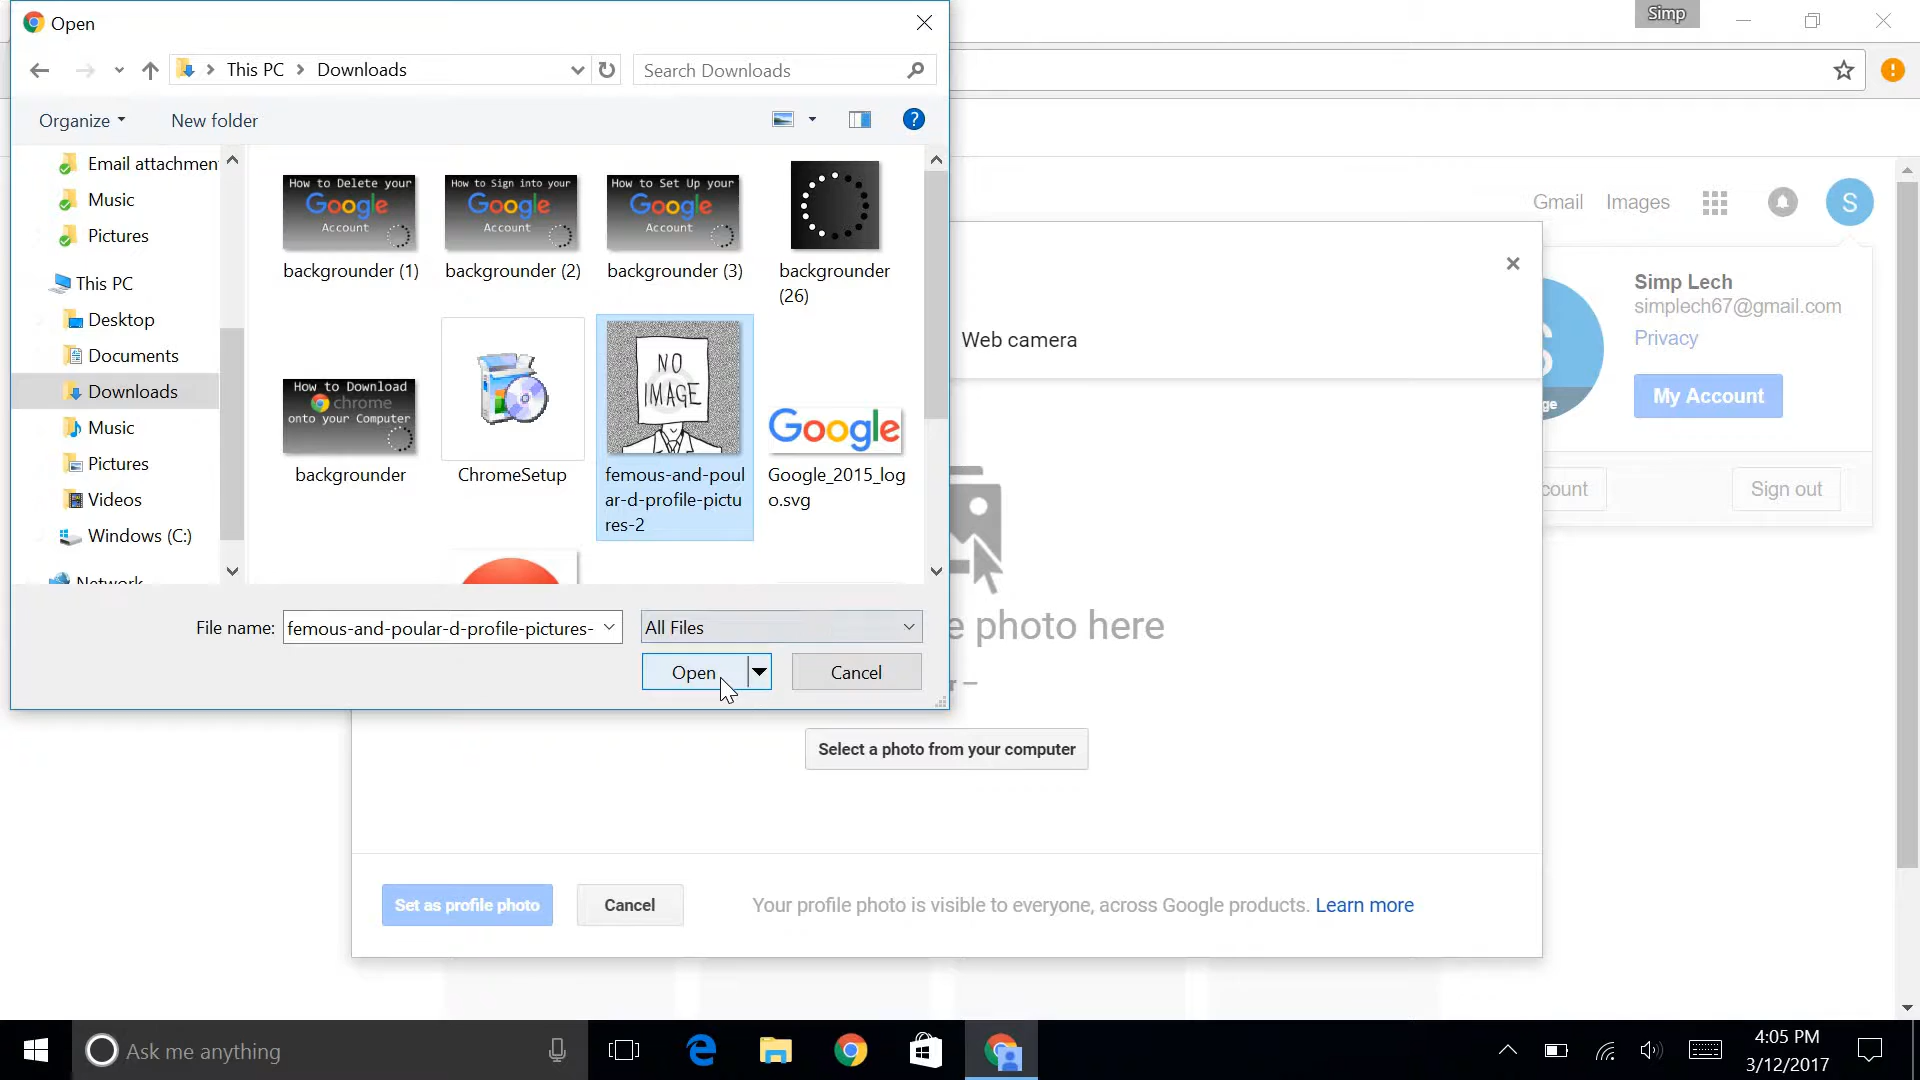 Open
Simp
This PC
Downloads
Search Downloads
Organize
New folder
Email attachmen
Music
Pictures
This PC
Desktop
Documents
Downloads
Music
Pictures
Videos
Windows (C:)
Network
How to Delete your
Google
Account
backgrounder (1)
How to Sign into your
Google
Account
backgrounder (2)
How to Set Up your
Google
Account
backgrounder (3)
backgrounder
(26)
How to Download
chrome
onto your Computer
backgrounder
ChromeSetup
NO
IMAGE
femous-and-poul
ar-d-profile-pictu
res-2
Google
Google_2015_log
o.svg
File name:
femous-and-poular-d-profile-pictures-
All Files
Open
Cancel
Gmail
Images
S
Simp Lech
simplech67@gmail.com
Privacy
My Account
ge
count
Sign out
Web camera
e photo here
r –
Select a photo from your computer
Set as profile photo
Cancel
Your profile photo is visible to everyone, across Google products. Learn more
Ask me anything
4:05 PM
3/12/2017